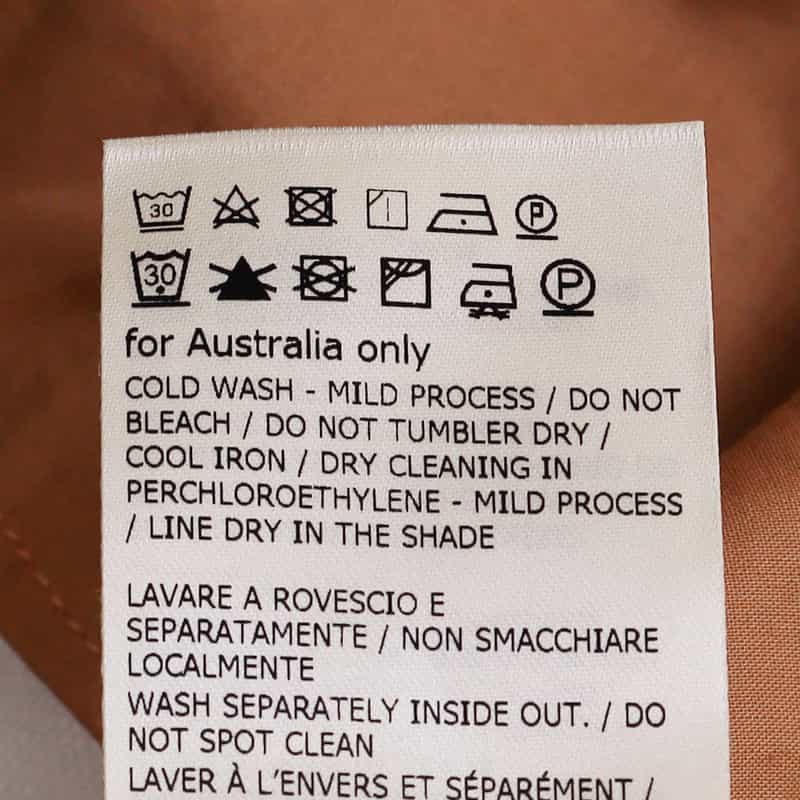 30 P
30 P
for Australia only
COLD WASH - MILD PROCESS / DO NOT
BLEACH / DO NOT TUMBLER DRY /
COOL IRON / DRY CLEANING IN
PERCHLOROETHYLENE - MILD PROCESS
/ LINE DRY IN THE SHADE
LAVARE A ROVESCIO E
SEPARATAMENTE / NON SMACCHIARE
LOCALMENTE
WASH SEPARATELY INSIDE OUT. / DO
NOT SPOT CLEAN
LAVER À L'ENVERS ET SÉPARÉMENT /